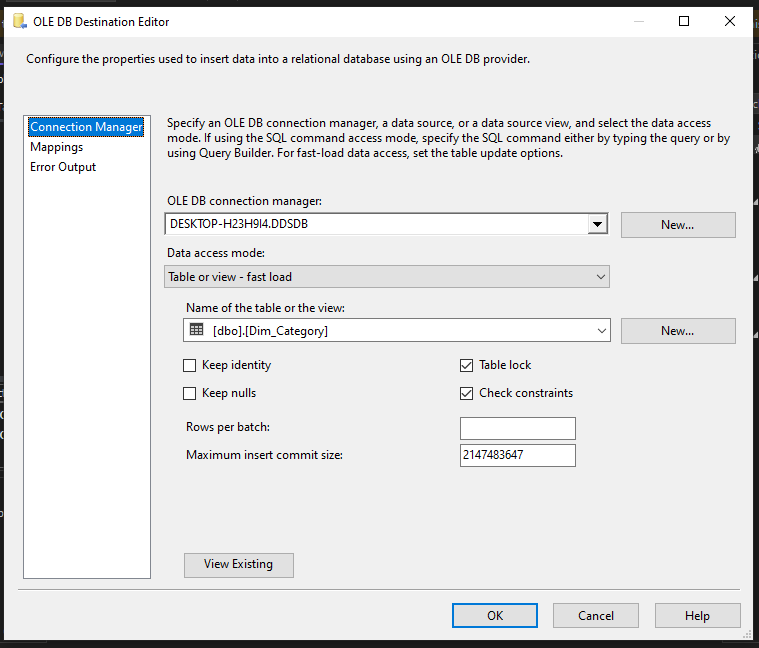 OLE DB Destination Editor
Configure the properties used to insert data into a relational database using an OLE DB provider.
Connection Manager
Mappings
Error Output
Specify an OLE DB connection manager, a data source, or a data source view, and select the data access
mode. If using the SQL command access mode, specify the SQL command either by typing the query or by
using Query Builder. For fast-load data access, set the table update options.
OLE DB connection manager:
DESKTOP-H23H9I4.DDSDB
New...
Data access mode:
Table or view - fast load
Name of the table or the view:
[dbo].[Dim_Category]
New...
Keep identity
Table lock
Keep nulls
Check constraints
Rows per batch:
Maximum insert commit size:
2147483647
View Existing
OK
Cancel
Help